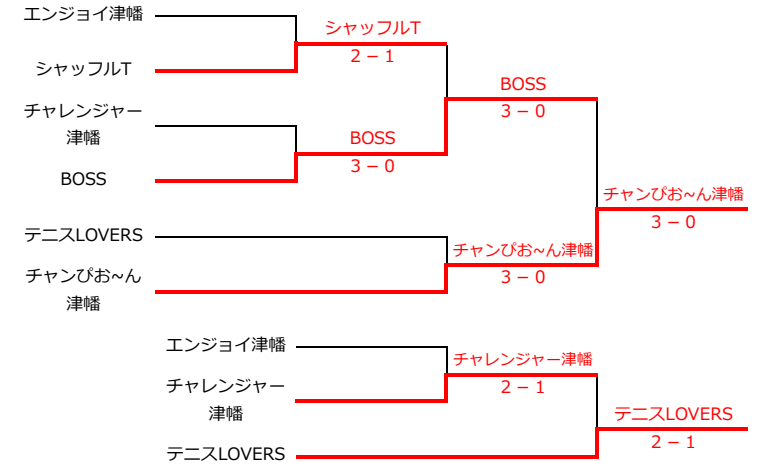 エンジョイ津幡
シャッフルT
2 – 1
シャッフルT
BOSS
3 – 0
チャレンジャー
津幡
BOSS
3 – 0
BOSS
チャンぴお~ん津幡
3 – 0
テニスLOVERS
チャンぴお~ん津幡
3 – 0
チャンぴお~ん
津幡
エンジョイ津幡
チャレンジャー津幡
2 – 1
チャレンジャー
津幡
テニスLOVERS
2 – 1
テニスLOVERS